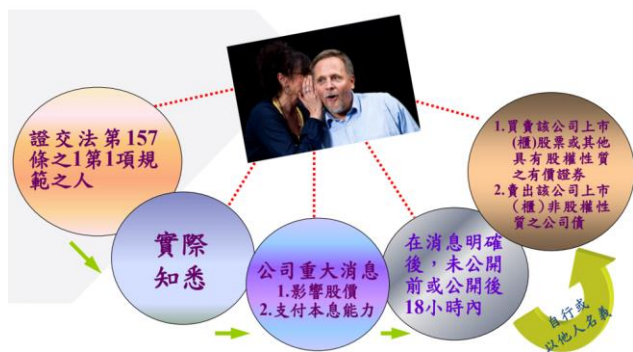 證交法第157
條之1第1項規
範之人
實際
知悉
公司重大消息
1.影響股價
2.支付本息能力
在消息明確
後，未公開
前或公開後
18小時內
1.買賣該公司上市
(櫃)股票或其他
具有股權性質
之有價證券
2.賣出該公司上市
(櫃)非股權性
質之公司債
自行或
以他人名義